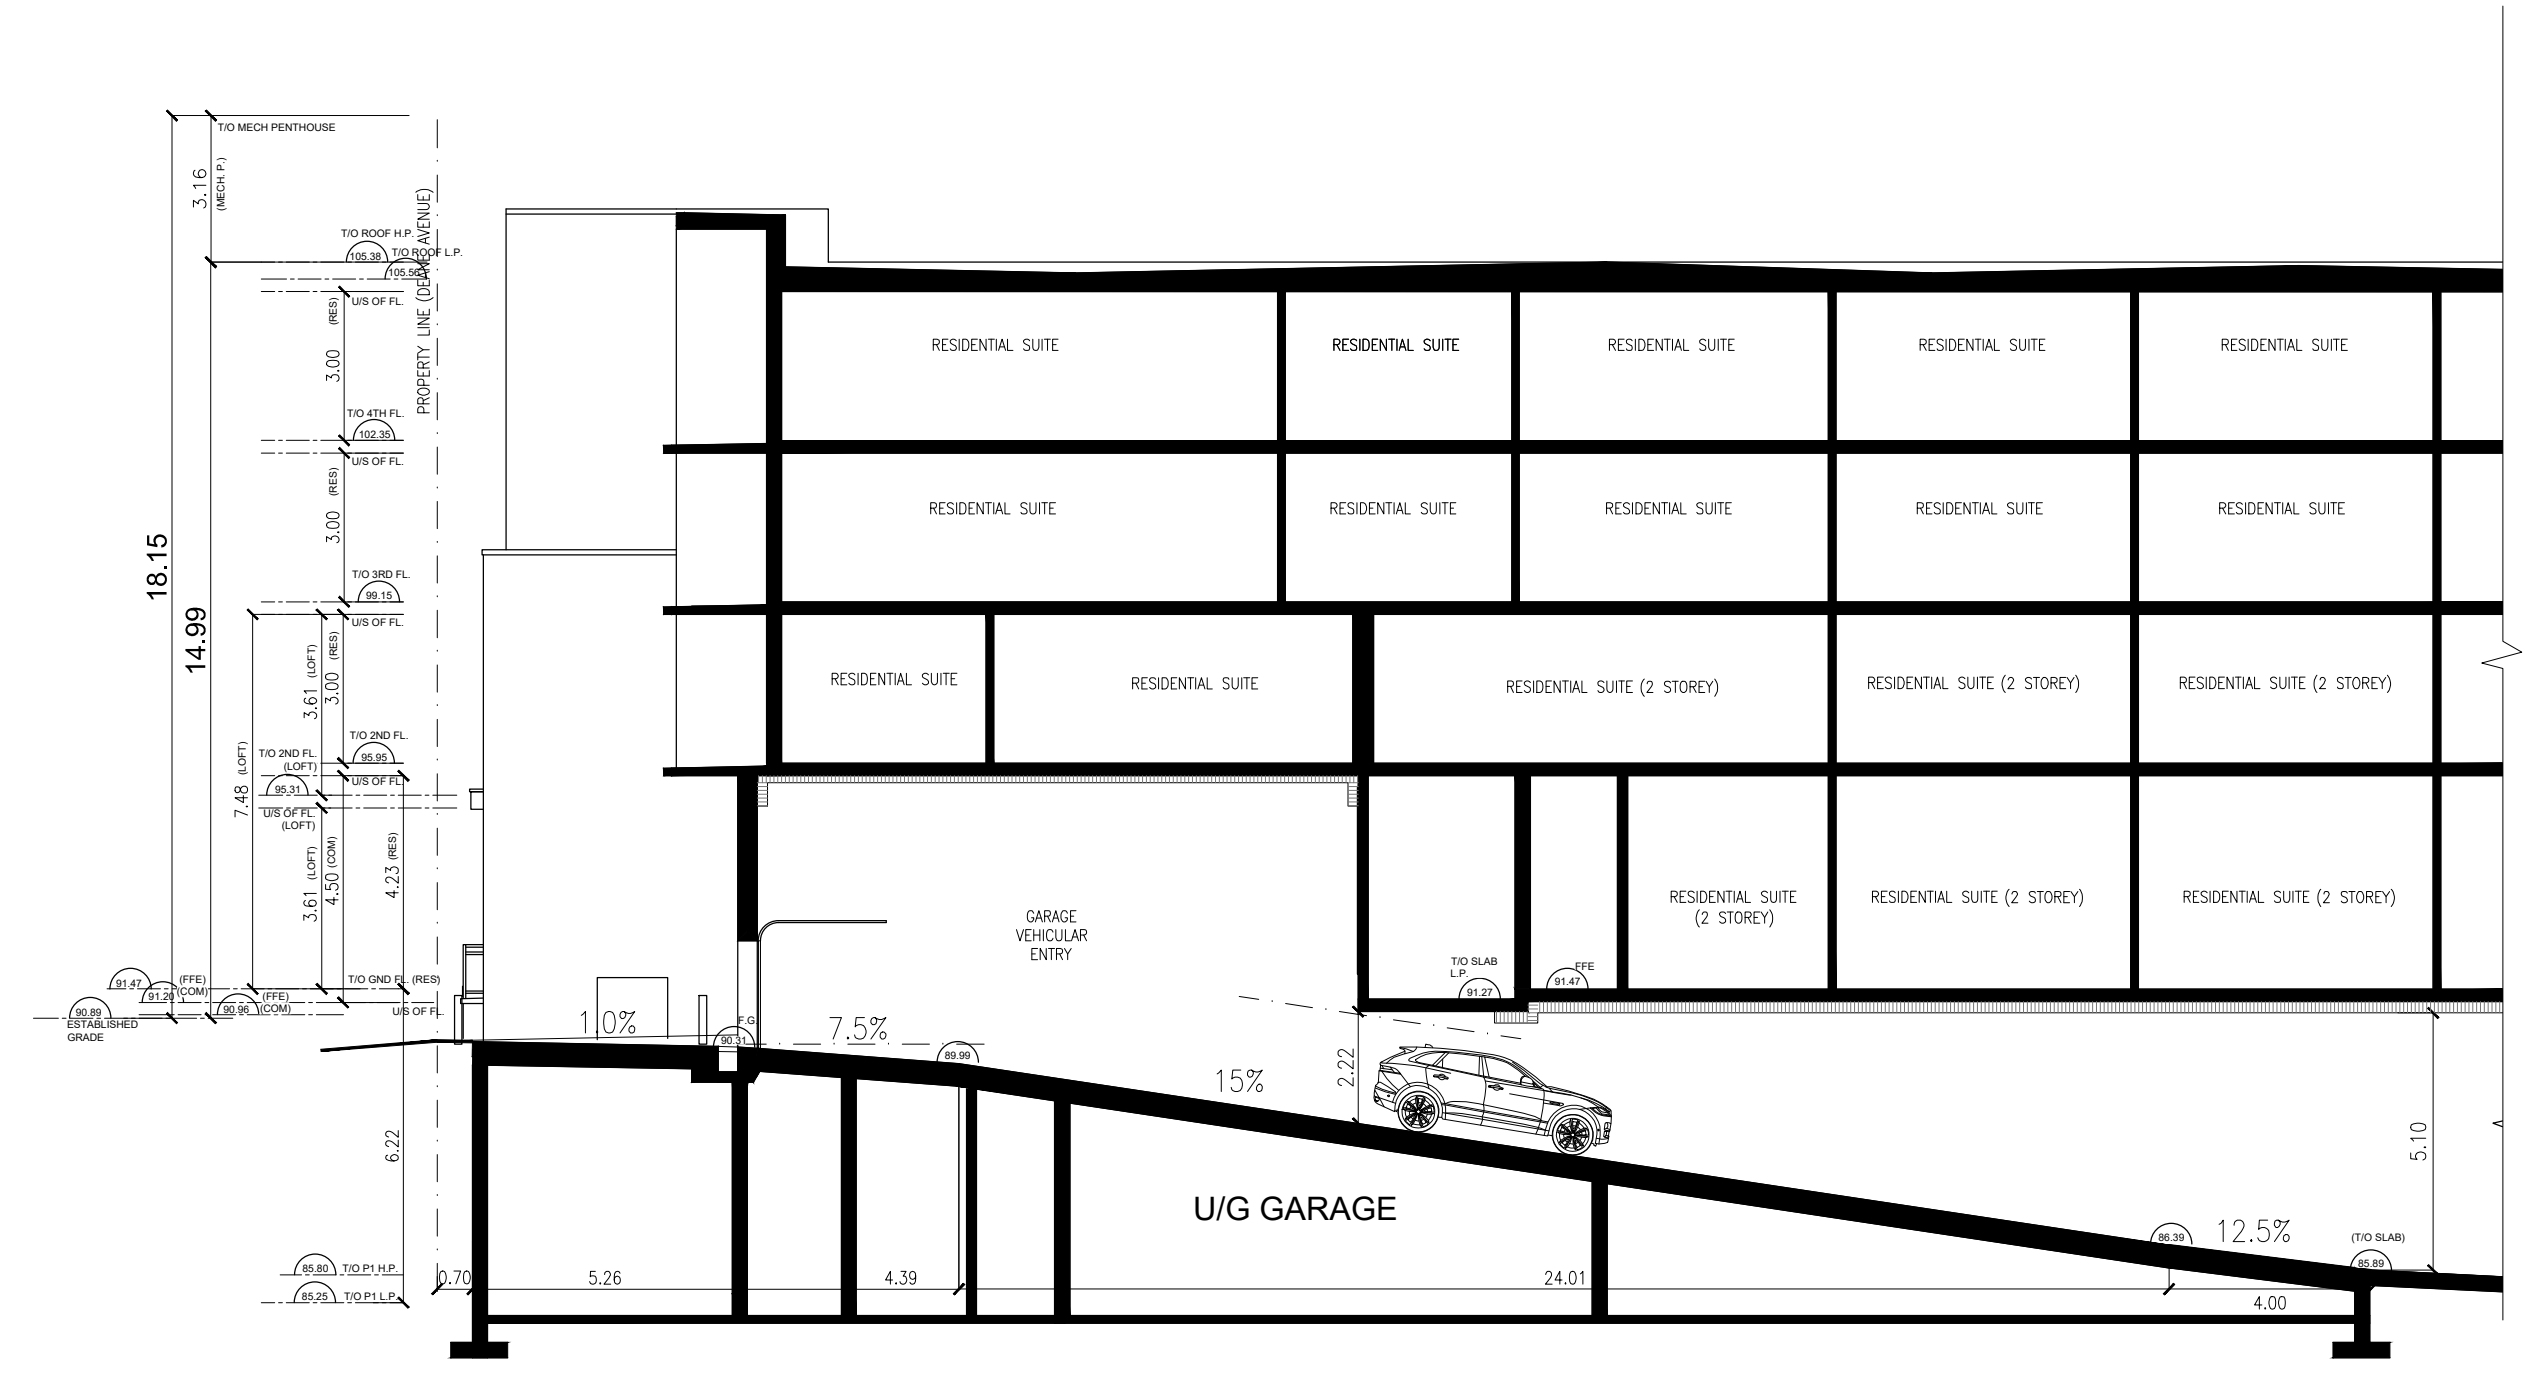 T/O MECH PENTHOUSE
3.16
(MECH. P.)
PROPERTY LINE (DEANE AVENUE)
T/O ROOF H.P.
105.38
T/O ROOF L.P.
105.56
U/S OF FL.
3.00 (RES)
RESIDENTIAL SUITE
RESIDENTIAL SUITE
RESIDENTIAL SUITE
RESIDENTIAL SUITE
RESIDENTIAL SUITE
T/O 4TH FL.
102.35
U/S OF FL.
3.00 (RES)
RESIDENTIAL SUITE
RESIDENTIAL SUITE
RESIDENTIAL SUITE
RESIDENTIAL SUITE
RESIDENTIAL SUITE
18.15
14.99
T/O 3RD FL.
99.15
U/S OF FL.
3.61 (LOFT)
3.00 (RES)
RESIDENTIAL SUITE
RESIDENTIAL SUITE
RESIDENTIAL SUITE (2 STOREY)
RESIDENTIAL SUITE (2 STOREY)
RESIDENTIAL SUITE (2 STOREY)
T/O 2ND FL.
95.95
T/O 2ND FL.
(LOFT)
95.31
U/S OF FL.
U/S OF FL.
(LOFT)
7.48 (LOFT)
3.61 (LOFT)
4.50 (COM)
4.23 (RES)
GARAGE
VEHICULAR
ENTRY
RESIDENTIAL SUITE
(2 STOREY)
RESIDENTIAL SUITE (2 STOREY)
RESIDENTIAL SUITE (2 STOREY)
T/O SLAB
L.P.
91.27
FFE
91.47
T/O GND FL. (RES)
91.47
(FFE)
91.20
(COM)
90.96
(FFE)
(COM)
U/S OF FL.
90.89
ESTABLISHED
GRADE
1.0%
F.G.
90.31
7.5%
89.99
15%
2.22
5.10
6.22
U/G GARAGE
86.39
12.5%
(T/O SLAB)
85.89
85.80
T/O P1 H.P.
85.25
T/O P1 L.P.
0.70
5.26
4.39
24.01
4.00